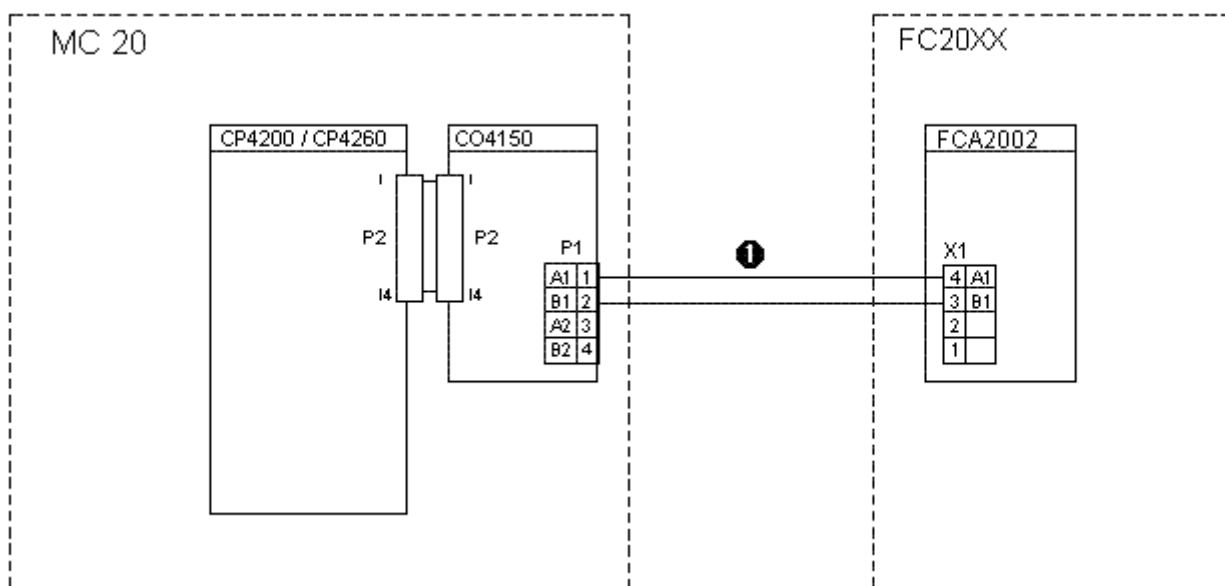 MC 20
FC20XX
CP4200 / CP4260
CO4150
FCA2002
I
I
P2
P2
I4
I4
P1
A1 1
B1 2
A2 3
B2 4
1
X1
4 A1
3 B1
2
1